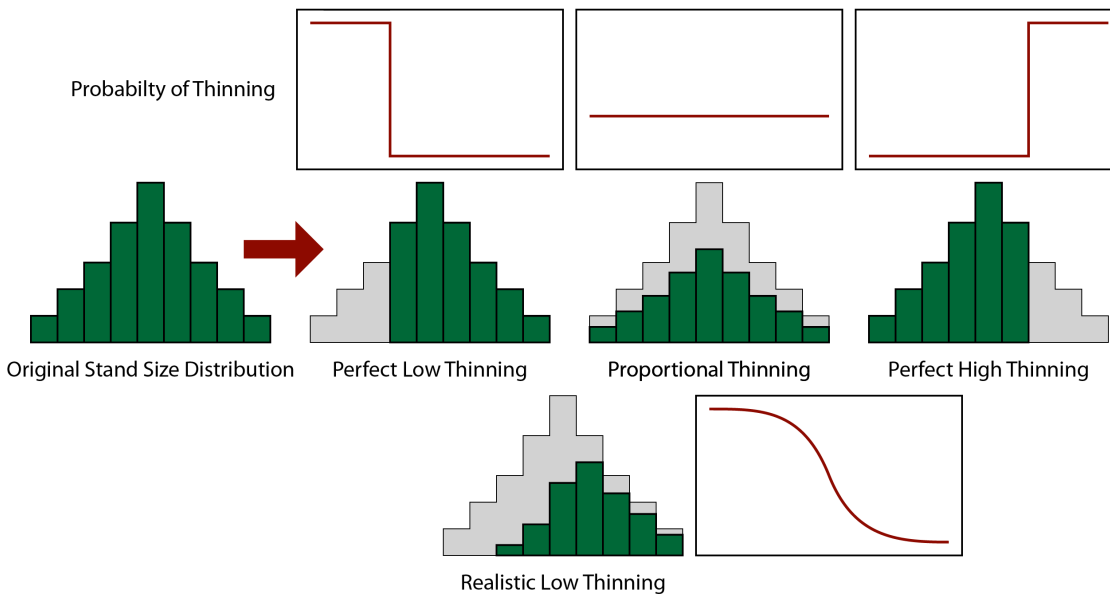 Probabilty of Thinning
Original Stand Size Distribution
Perfect Low Thinning
Proportional Thinning
Perfect High Thinning
Realistic Low Thinning